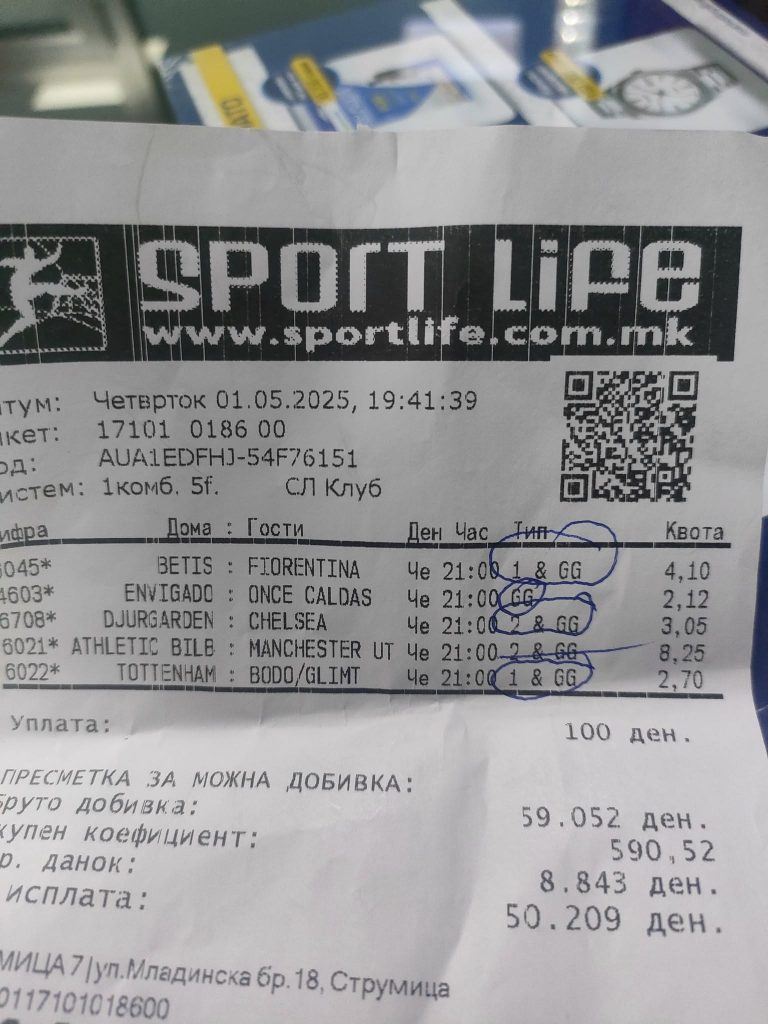 SPORT LIFE
www.sportlife.com.mk
Четврток 01.05.2025, 19:41:39
17101 0186 00
AUA1EDFHJ-54F76151
1комб. 5f. СЛ Клуб
Дома : Гости Ден Час Тип Квота
045* BETIS : FIORENTINA Че 21:00 1 & GG 4,10
4603* ENVIGADO : ONCE CALDAS Че 21:00 GG 2,12
6708* DJURGARDEN : CHELSEA Че 21:00 2 & GG 3,05
6021* ATHLETIC BILB : MANCHESTER UT Че 21:00 2 & GG 8,25
6022* TOTTENHAM : BODO/GLIMT Че 21:00 1 & GG 2,70
Уплата: 100 ден.
ПРЕСМЕТКА ЗА МОЖНА ДОБИВКА:
Бруто добивка: 59.052 ден.
купен коефициент: 590,52
р. данок: 8.843 ден.
исплата: 50.209 ден.
МИЦА 7|ул.Младинска бр.18, Струмица
0117101018600